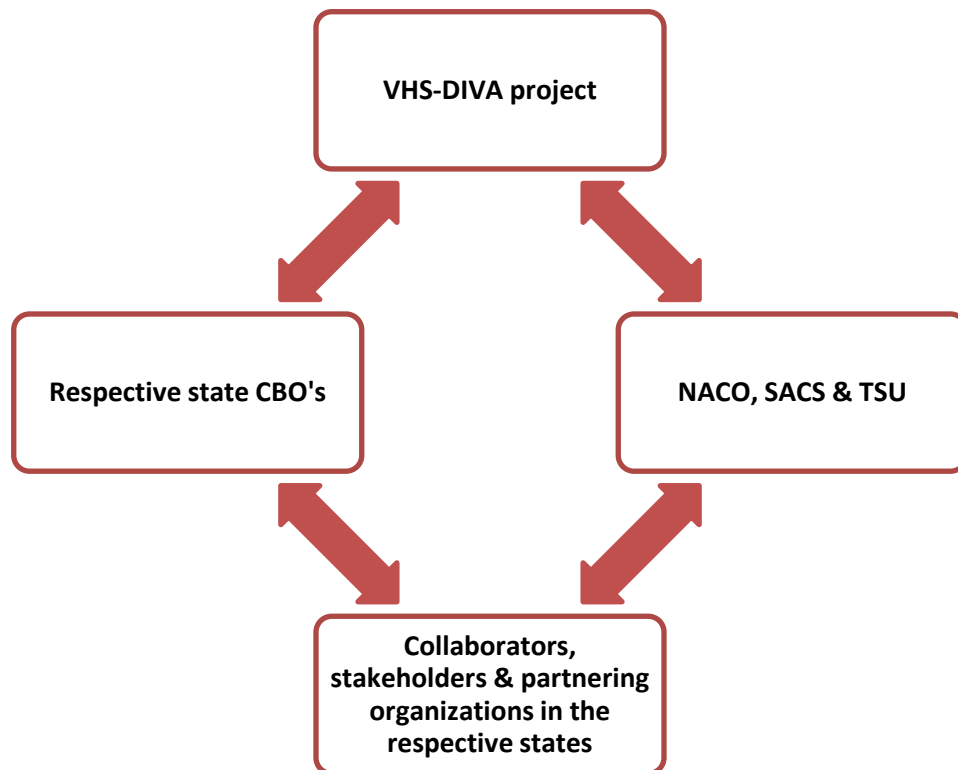 VHS-DIVA project
Respective state CBO's
NACO, SACS & TSU
Collaborators,
stakeholders & partnering
organizations in the
respective states